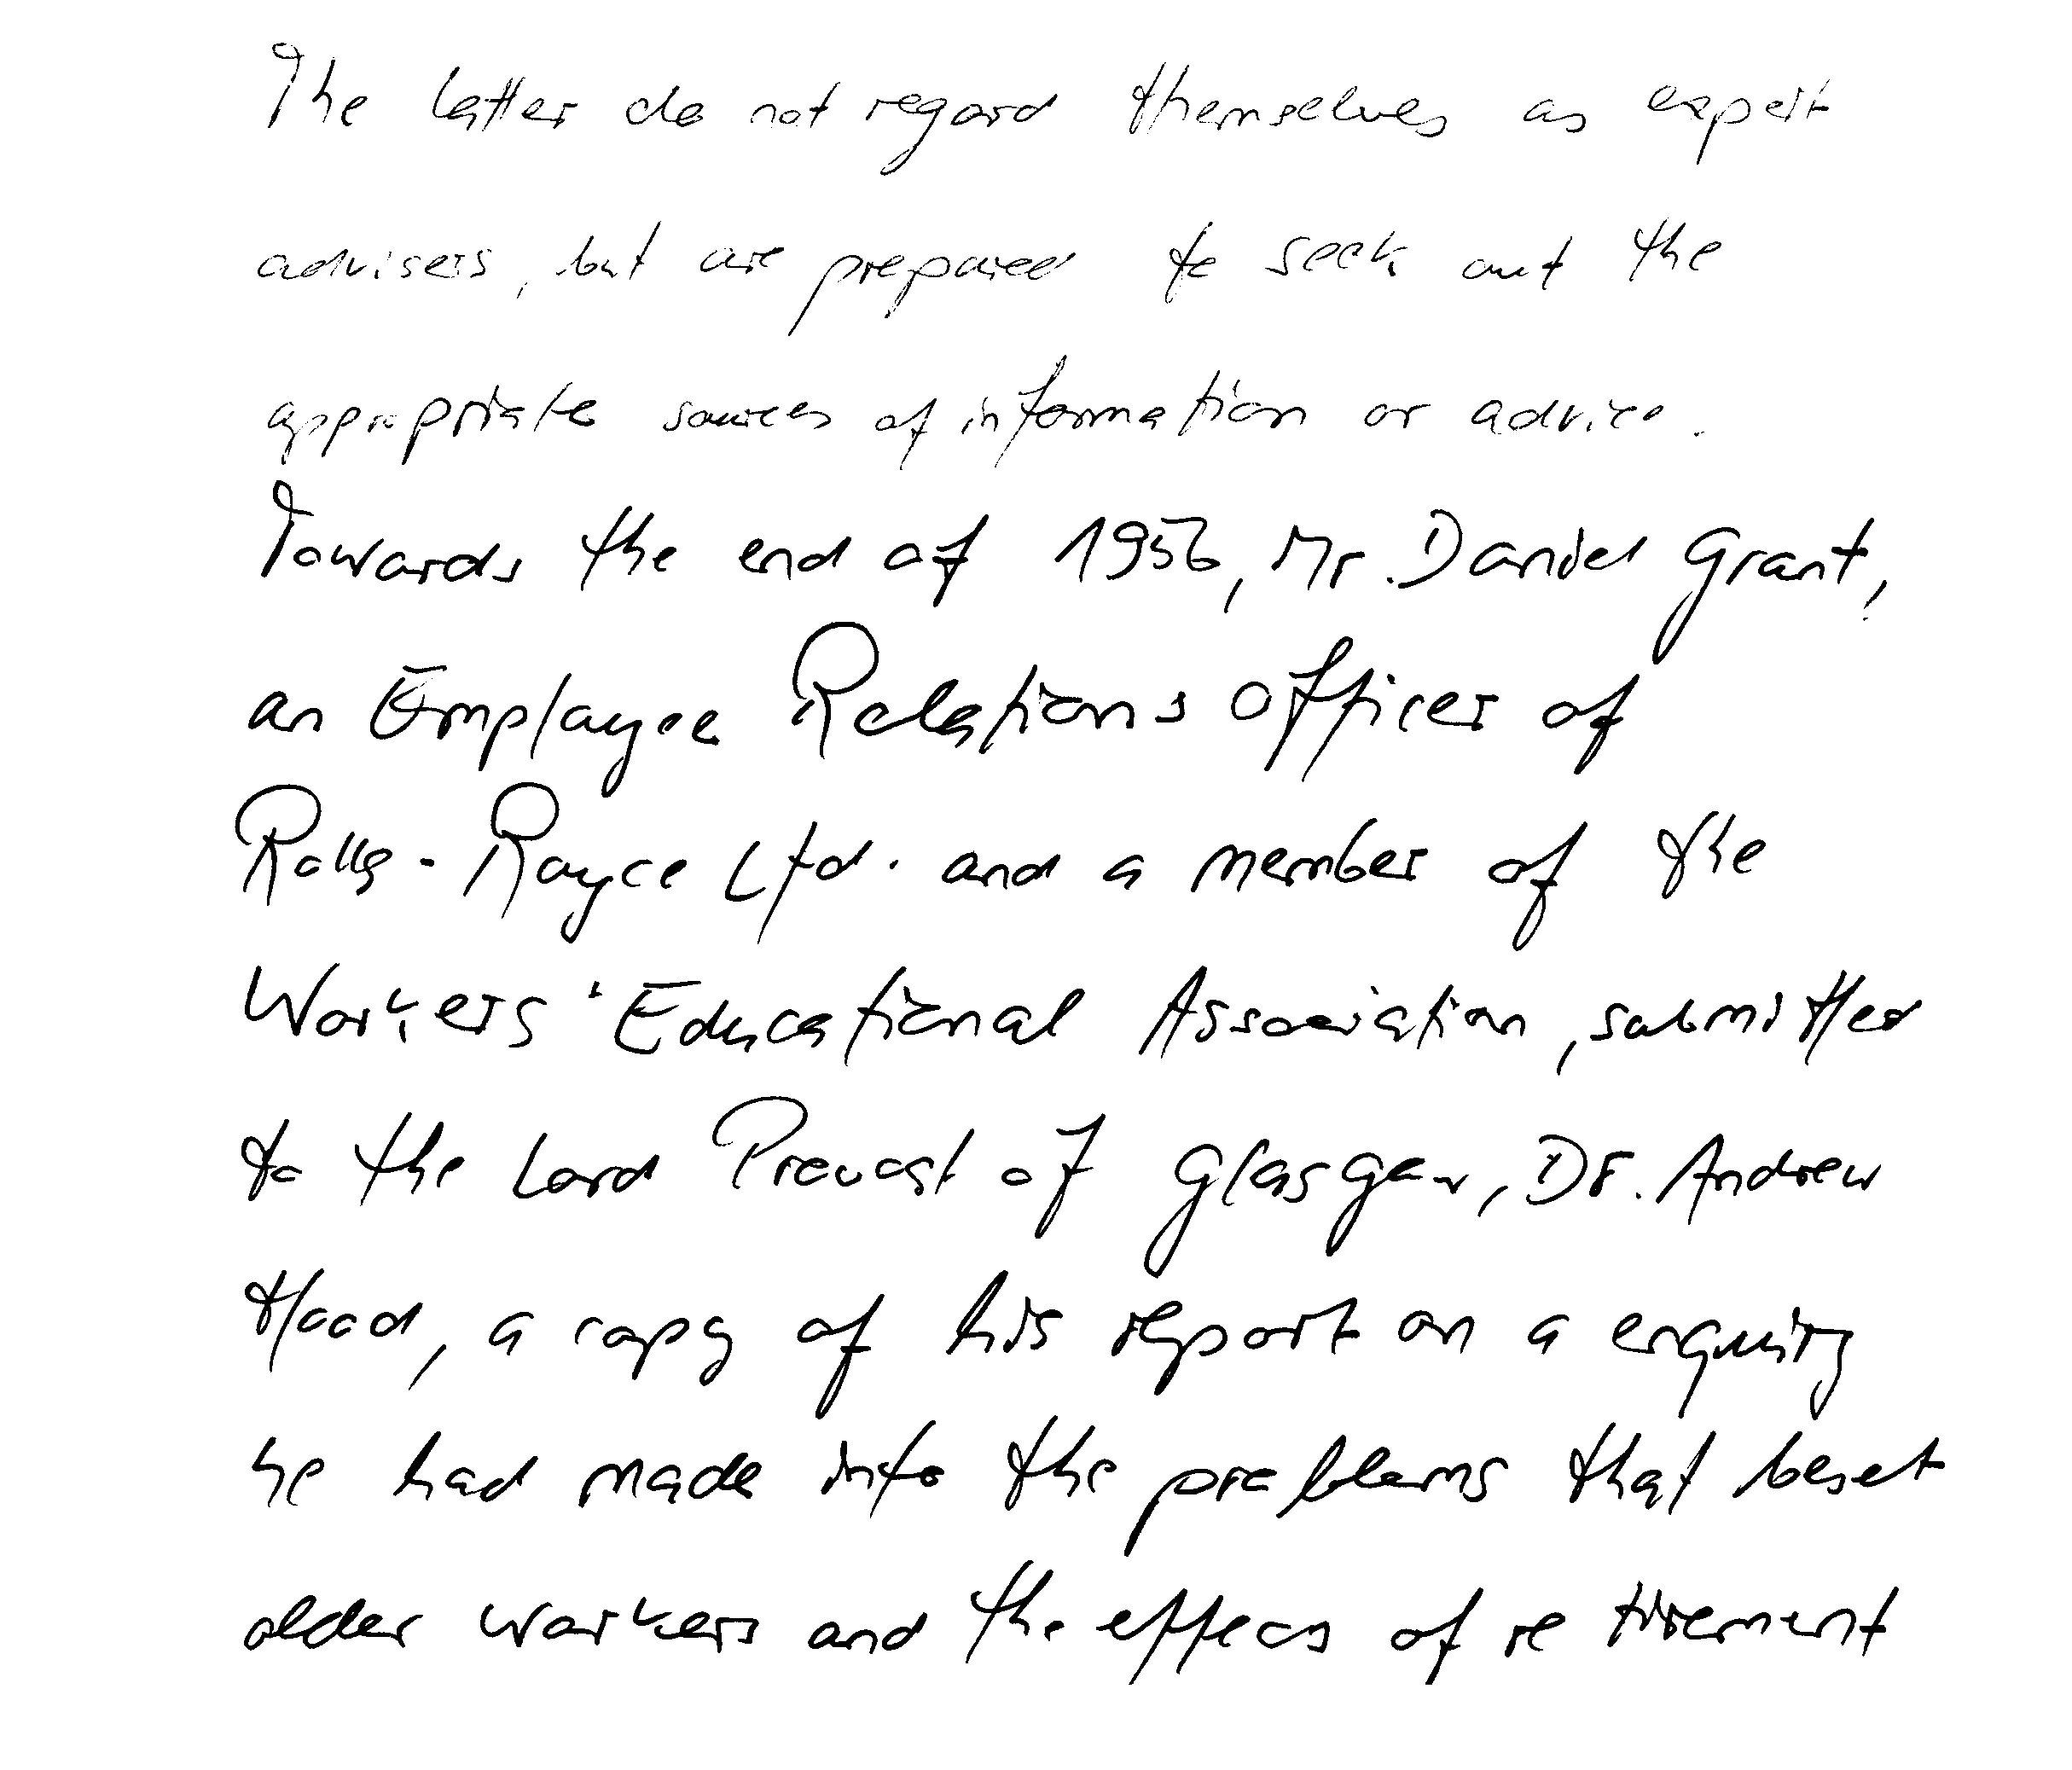 The latter do not regard themselves as expert
advisers, but are prepared to seek out the
appropriate sources of information or advice.
Towards the end of 1956, Mr. Daniel Grant,
an Employee Relations Officer of
Rolls-Royce Ltd. and a member of the
Workers' Educational Association, submitted
to the Lord Provost of Glasgow, Dr. Andrew
Hood, a copy of his report on a enquiry
he had made into the problems that beset
older workers and the effecs of retirement